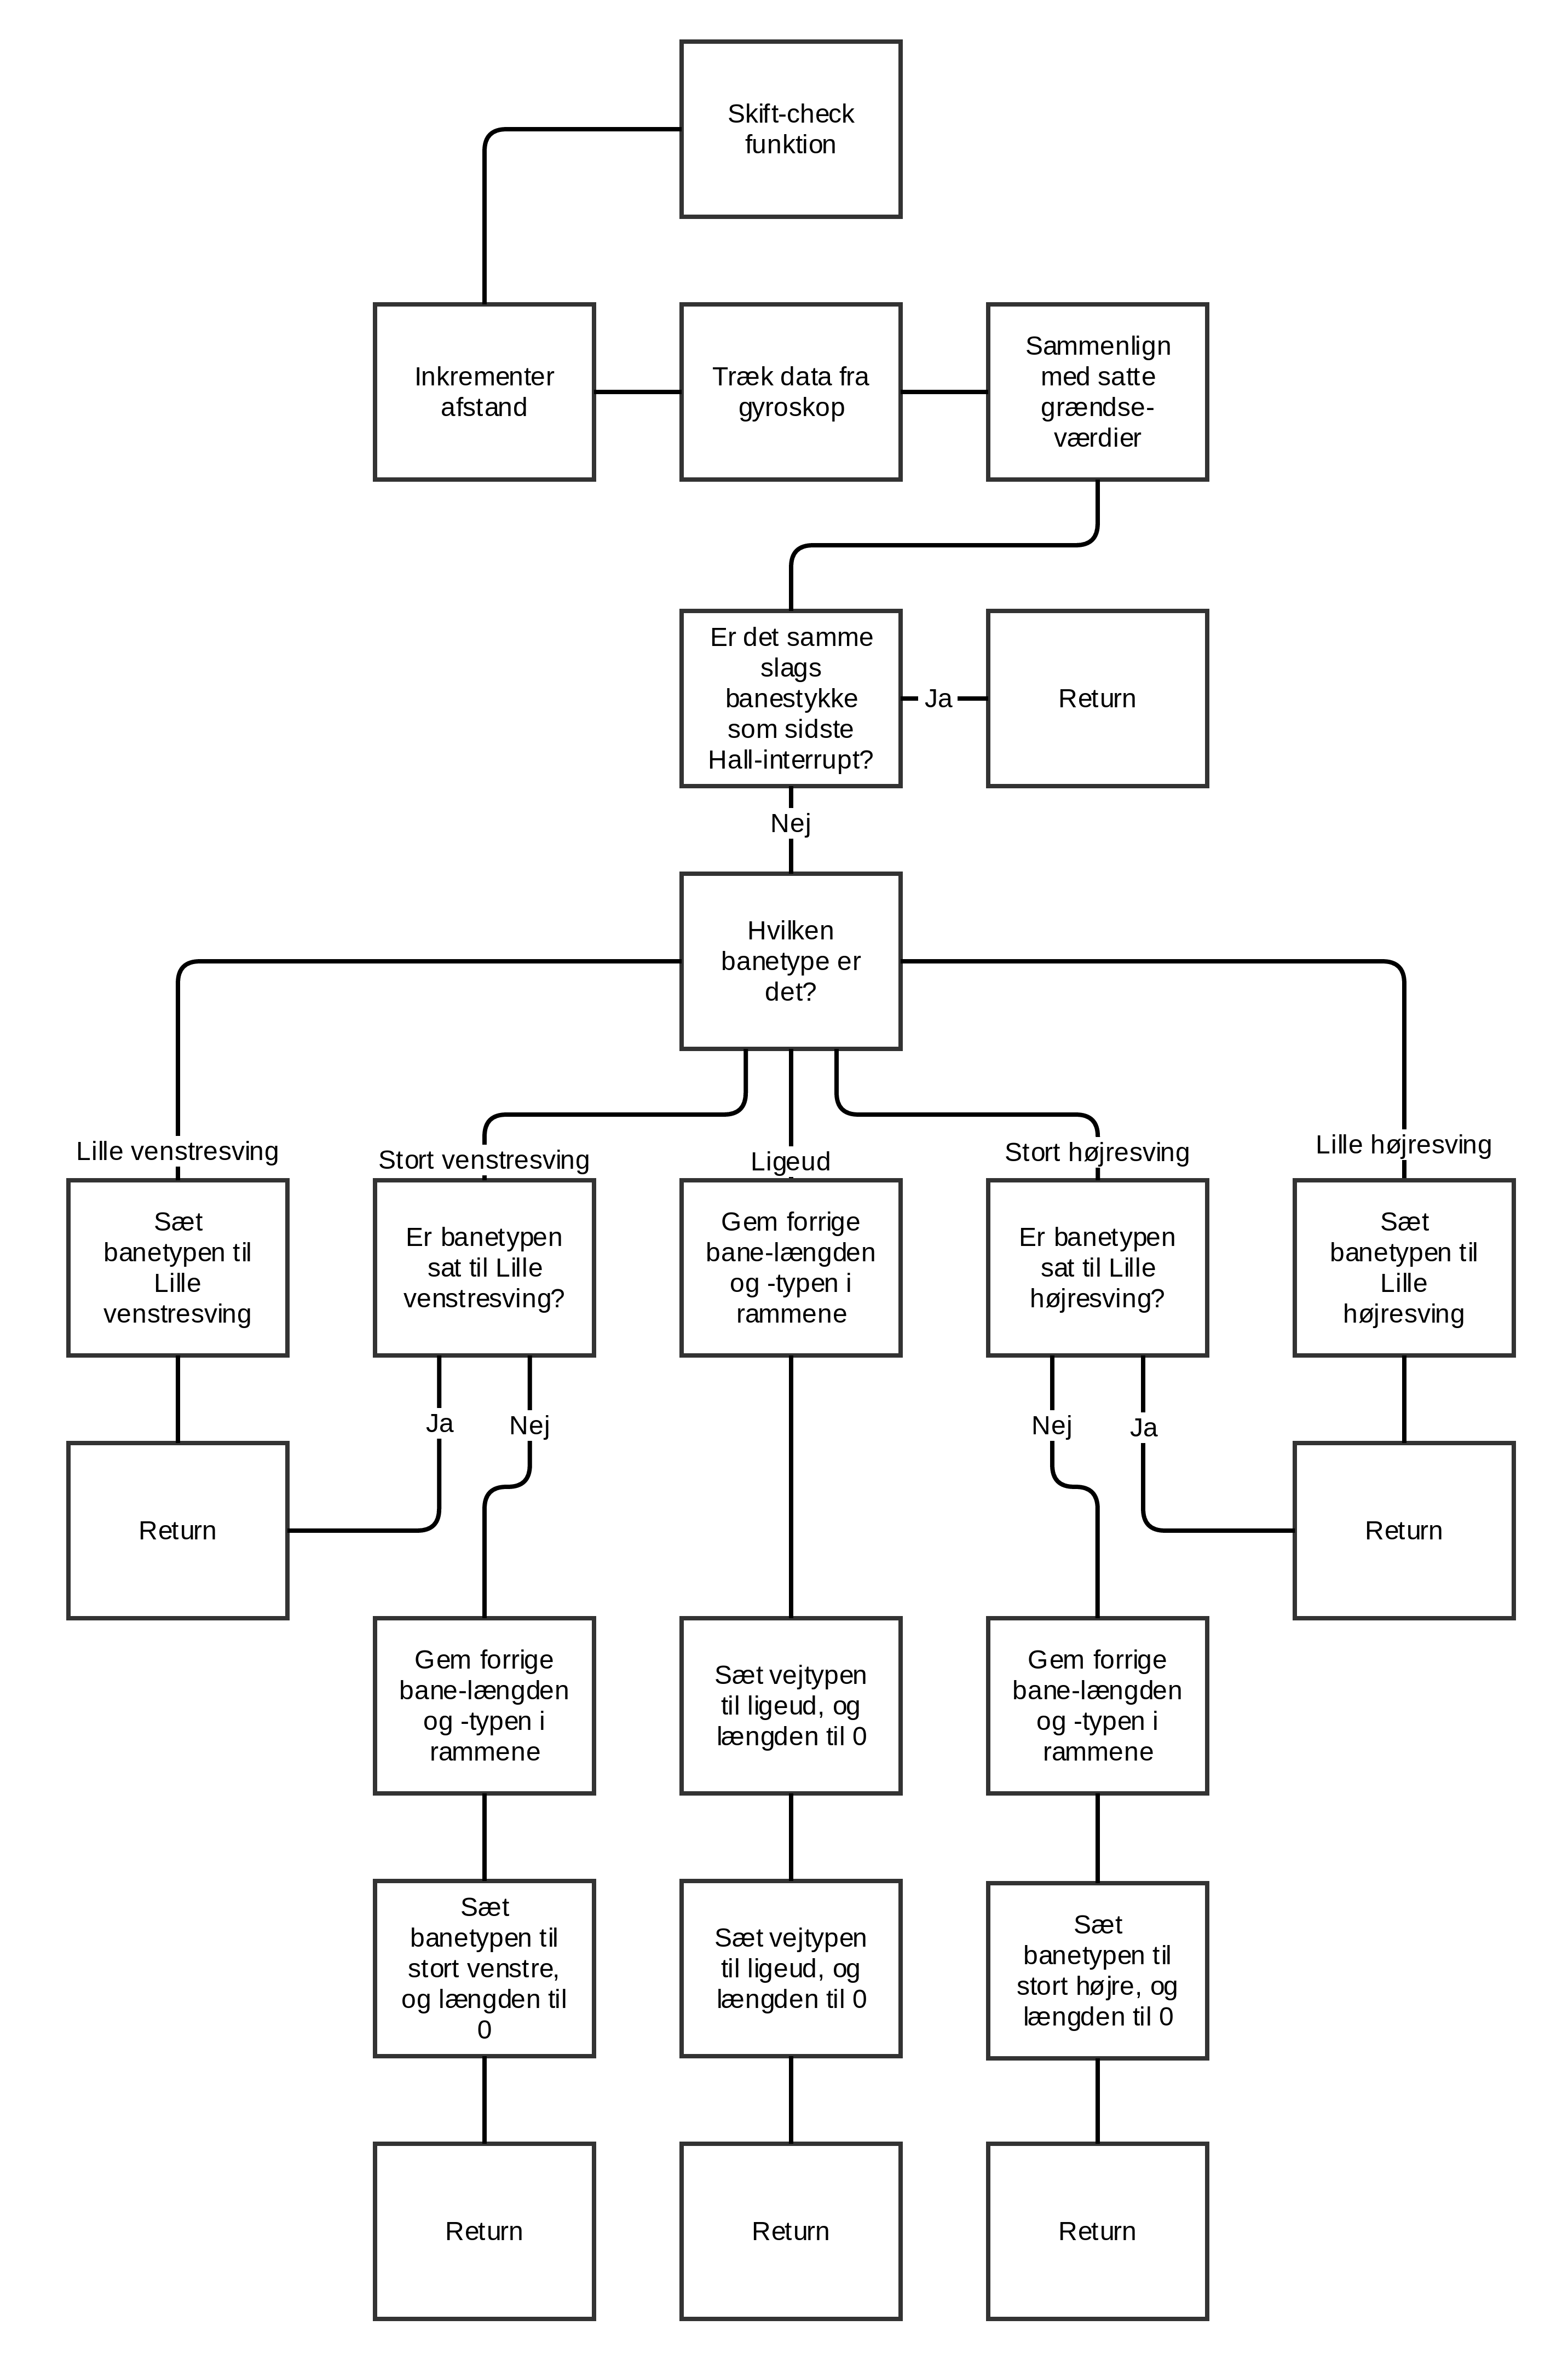 Skift-check
funktion
Inkrementer
afstand
Træk data fra
gyroskop
Sammenlign
med satte
grændse-
værdier
Er det samme
slags
banestykke
som sidste
Hall-interrupt?
Ja
Return
Nej
Hvilken
banetype er
det?
Lille venstresving
Stort venstresving
Ligeud
Stort højresving
Lille højresving
Sæt
banetypen til
Lille
venstresving
Er banetypen
sat til Lille
venstresving?
Gem forrige
bane-længden
og -typen i
rammene
Er banetypen
sat til Lille
højresving?
Sæt
banetypen til
Lille
højresving
Ja
Nej
Nej
Ja
Return
Return
Gem forrige
bane-længden
og -typen i
rammene
Sæt vejtypen
til ligeud, og
længden til 0
Gem forrige
bane-længden
og -typen i
rammene
Sæt
banetypen til
stort venstre,
og længden til
0
Sæt vejtypen
til ligeud, og
længden til 0
Sæt
banetypen til
stort højre, og
længden til 0
Return
Return
Return